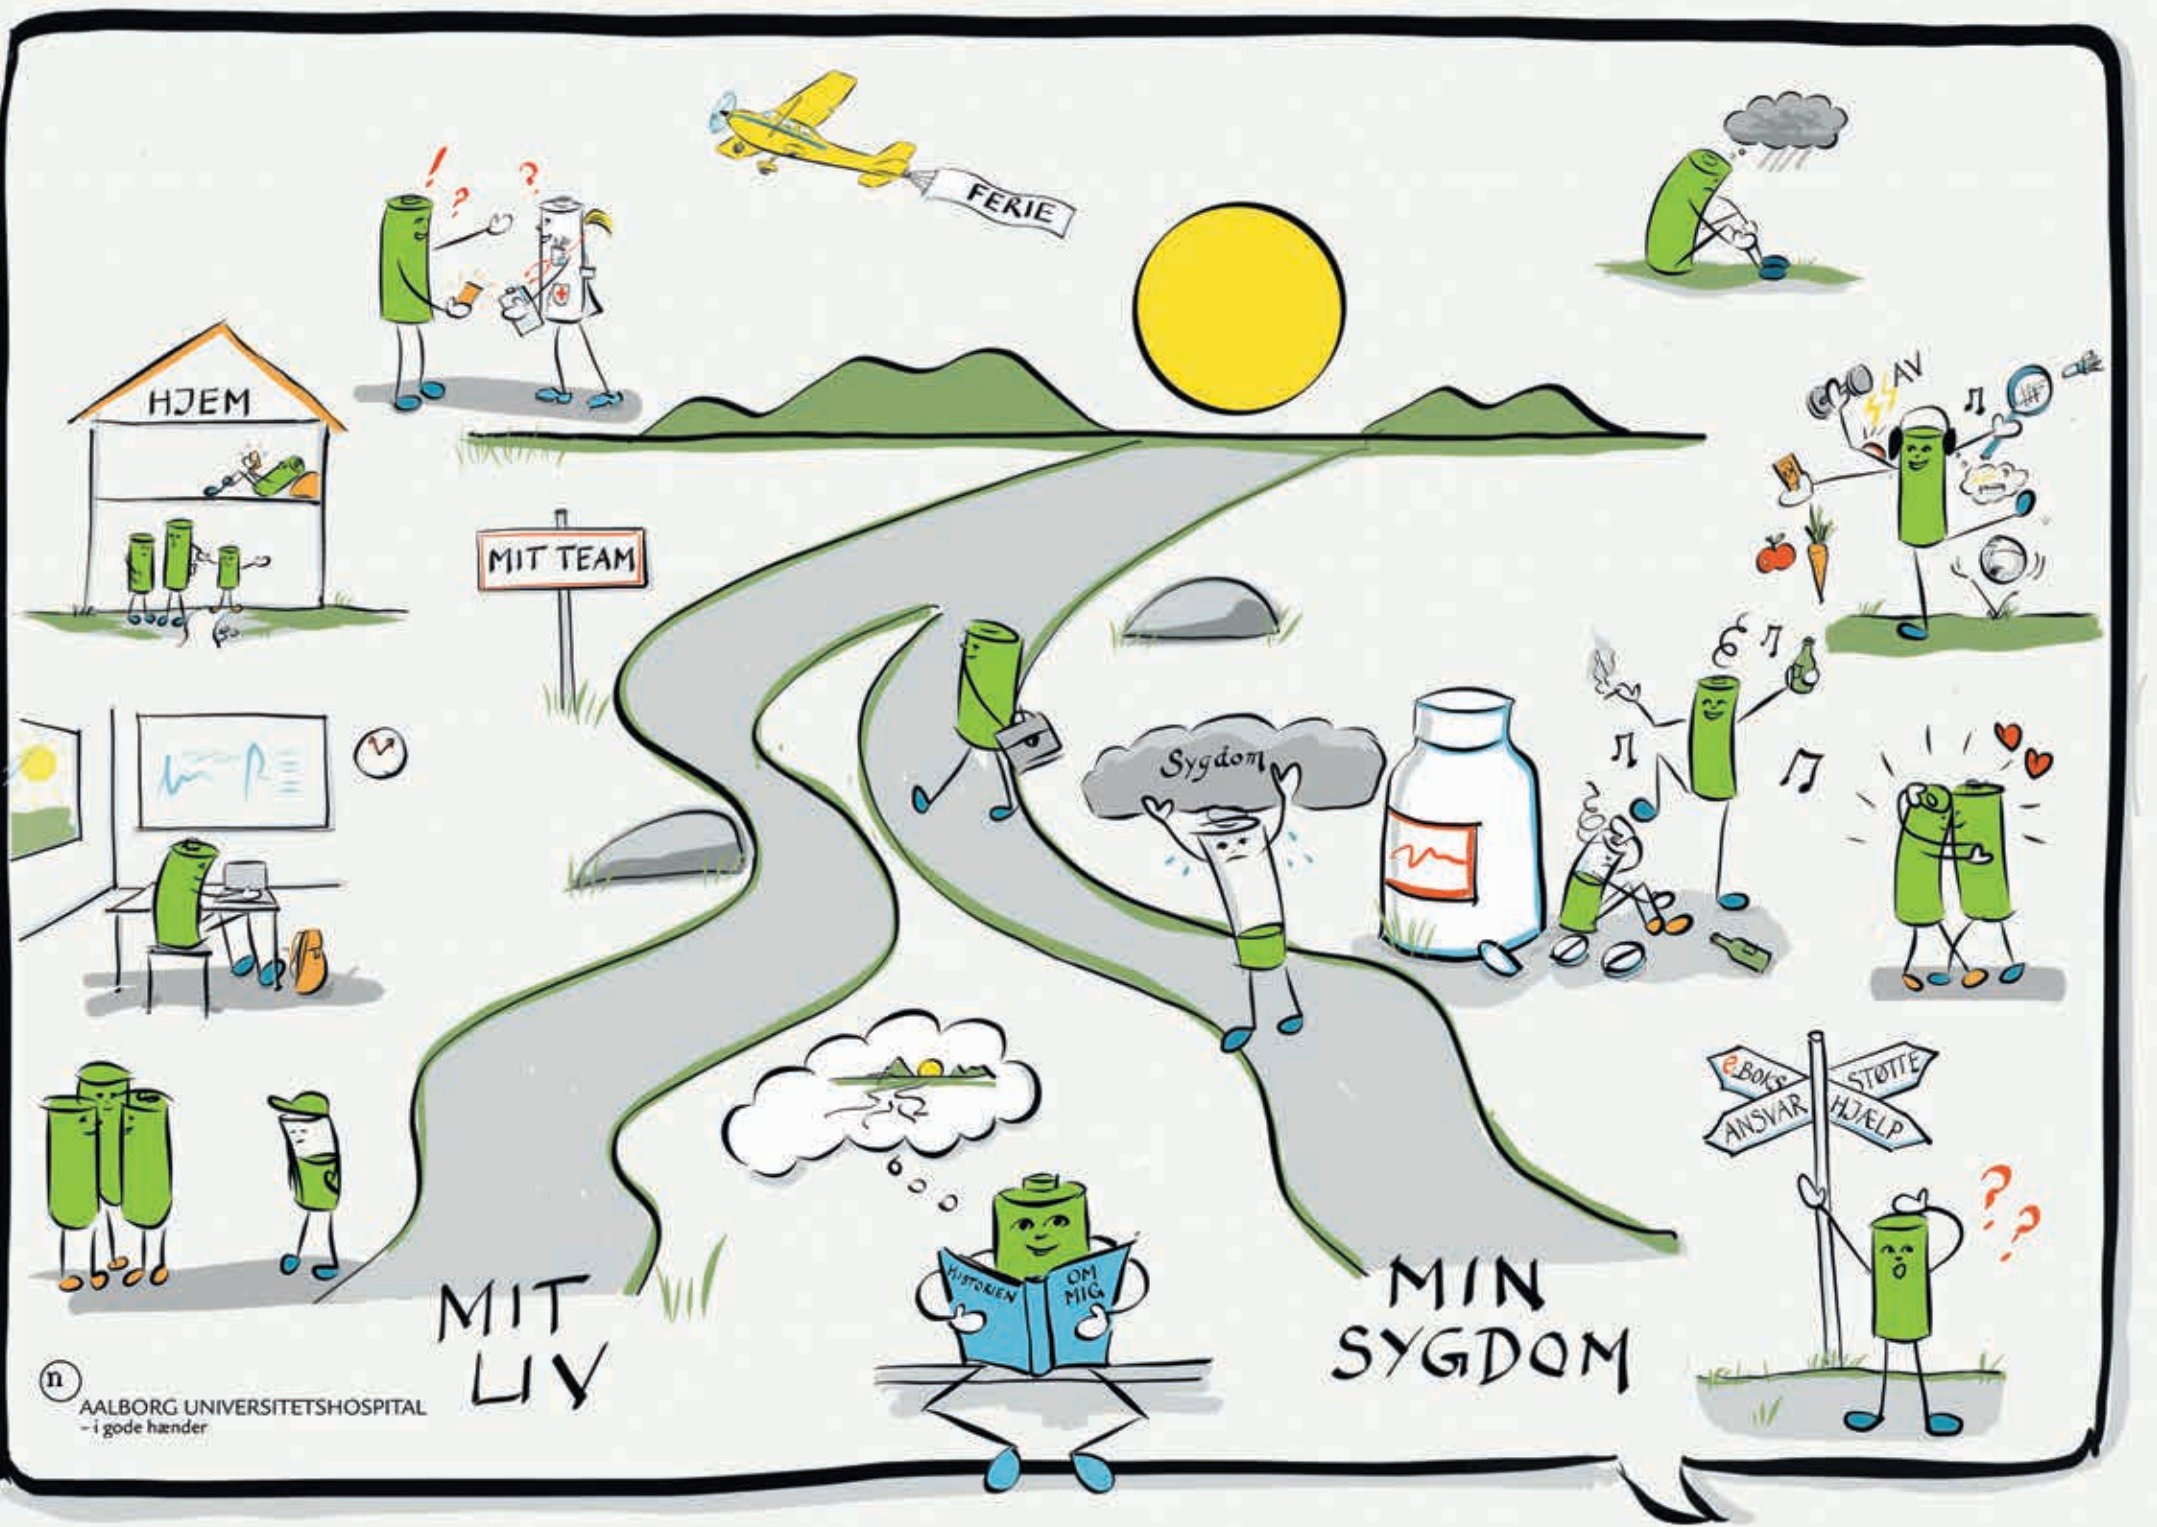 FERIE
AV
HJEM
MIT TEAM
Sygdom
e-BOKS
STØTTE
ANSVAR
HJÆLP
HISTORIEN
OM
MIG
MIT
LIV
MIN
SYGDOM
n
AALBORG UNIVERSITETSHOSPITAL
– i gode hænder